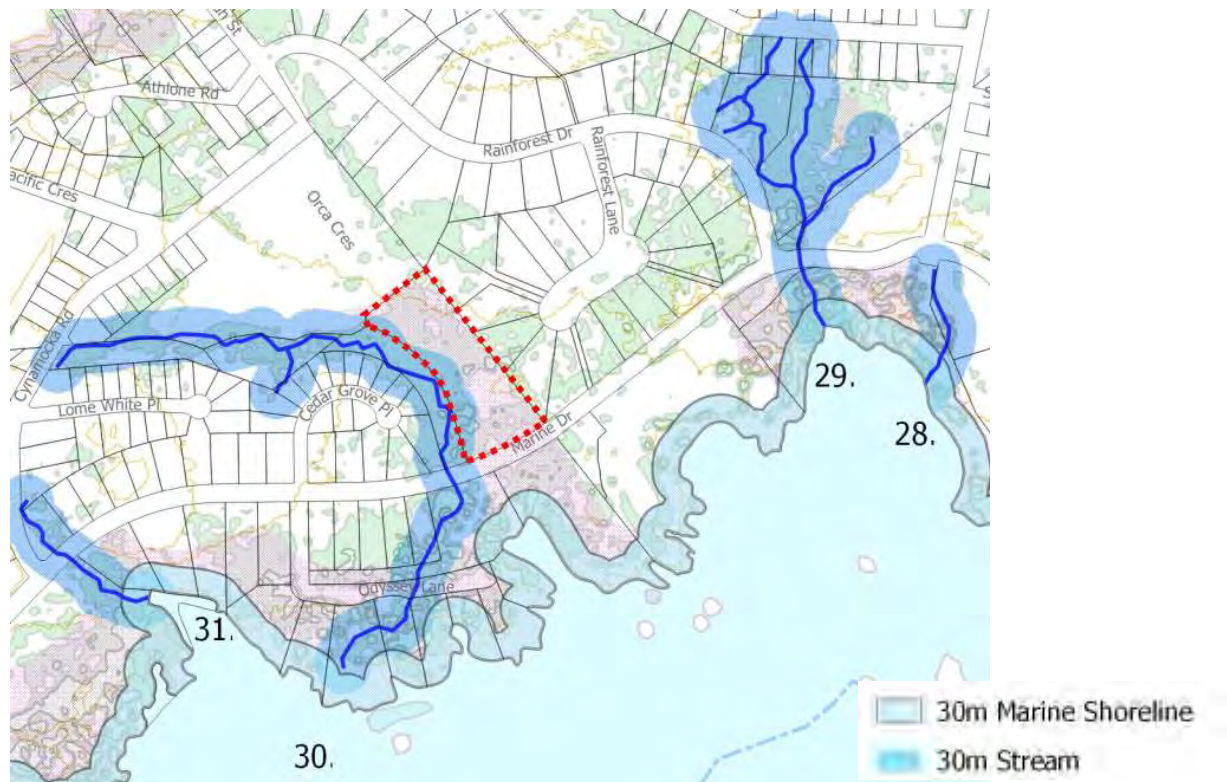 Athlone Rd
acific Cres
Orca Cres
Rainforest Dr
Rainforest Lane
Cynamocka Rd
Lorne White Pl
Cedar Grove Pl
Marine Dr
29.
28.
Odyssey Lane
31.
30.
30m Marine Shoreline
30m Stream